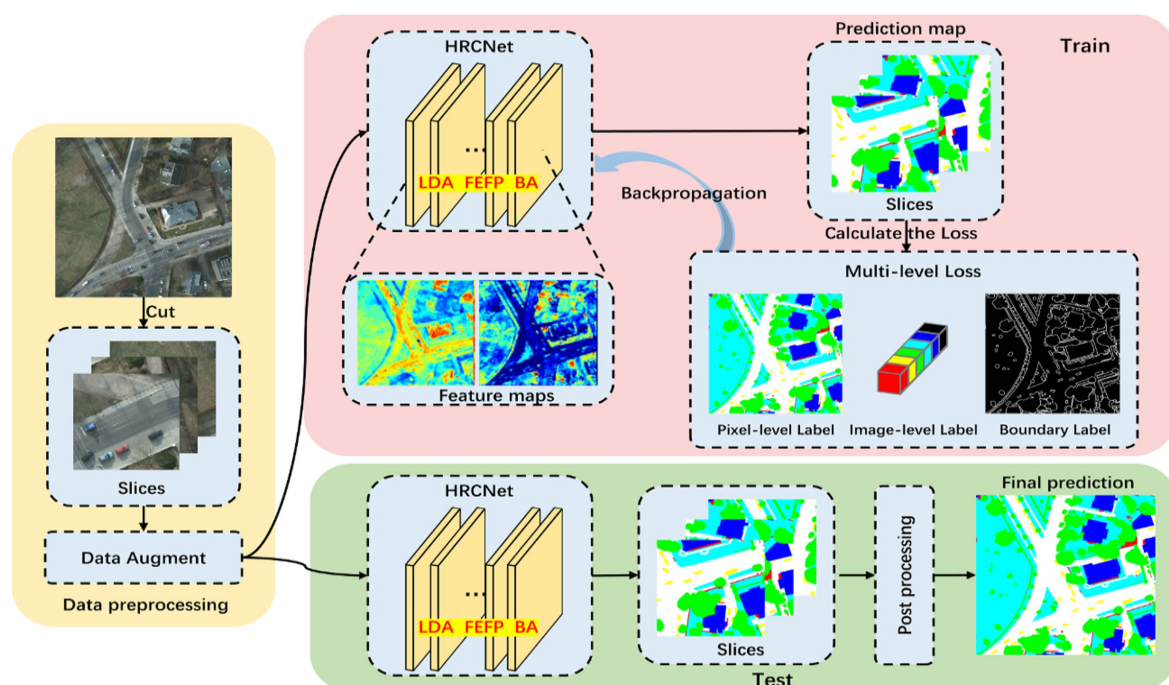 Cut
Slices
Data Augment
Data preprocessing
Train
HRCNet
...
LDA FEFP BA
Feature maps
Prediction map
Slices
Backpropagation
Calculate the Loss
Multi-level Loss
Pixel-level Label
Image-level Label
Boundary Label
HRCNet
...
LDA FEFP BA
Slices
Post processing
Final prediction
Test